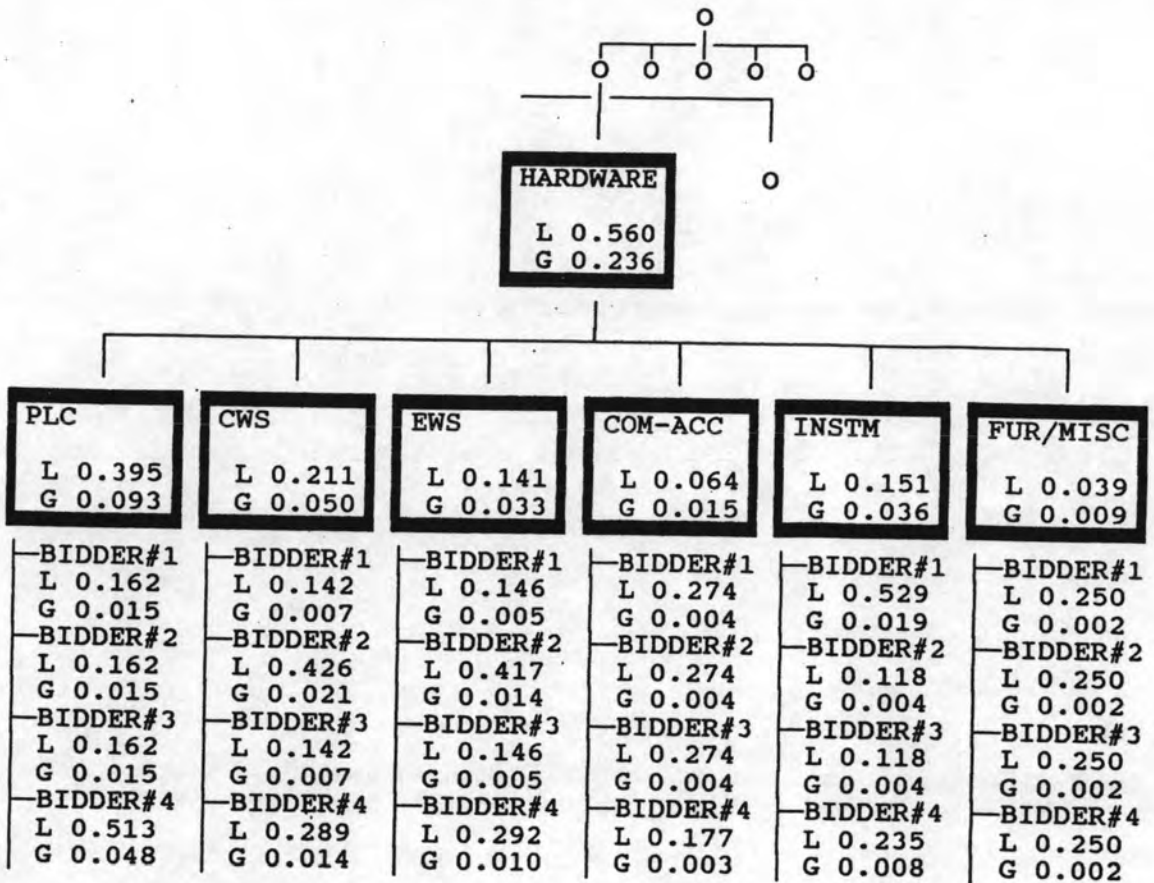 HARDWARE
L 0.560
G 0.236
PLC
L 0.395
G 0.093
BIDDER#1
L 0.162
G 0.015
BIDDER#2
L 0.162
G 0.015
BIDDER#3
L 0.162
G 0.015
BIDDER#4
L 0.513
G 0.048
CWS
L 0.211
G 0.050
BIDDER#1
L 0.142
G 0.007
BIDDER#2
L 0.426
G 0.021
BIDDER#3
L 0.142
G 0.007
BIDDER#4
L 0.289
G 0.014
EWS
L 0.141
G 0.033
BIDDER#1
L 0.146
G 0.005
BIDDER#2
L 0.417
G 0.014
BIDDER#3
L 0.146
G 0.005
BIDDER#4
L 0.292
G 0.010
COM-ACC
L 0.064
G 0.015
BIDDER#1
L 0.274
G 0.004
BIDDER#2
L 0.274
G 0.004
BIDDER#3
L 0.274
G 0.004
BIDDER#4
L 0.177
G 0.003
INSTM
L 0.151
G 0.036
BIDDER#1
L 0.529
G 0.019
BIDDER#2
L 0.118
G 0.004
BIDDER#3
L 0.118
G 0.004
BIDDER#4
L 0.235
G 0.008
FUR/MISC
L 0.039
G 0.009
BIDDER#1
L 0.250
G 0.002
BIDDER#2
L 0.250
G 0.002
BIDDER#3
L 0.250
G 0.002
BIDDER#4
L 0.250
G 0.002